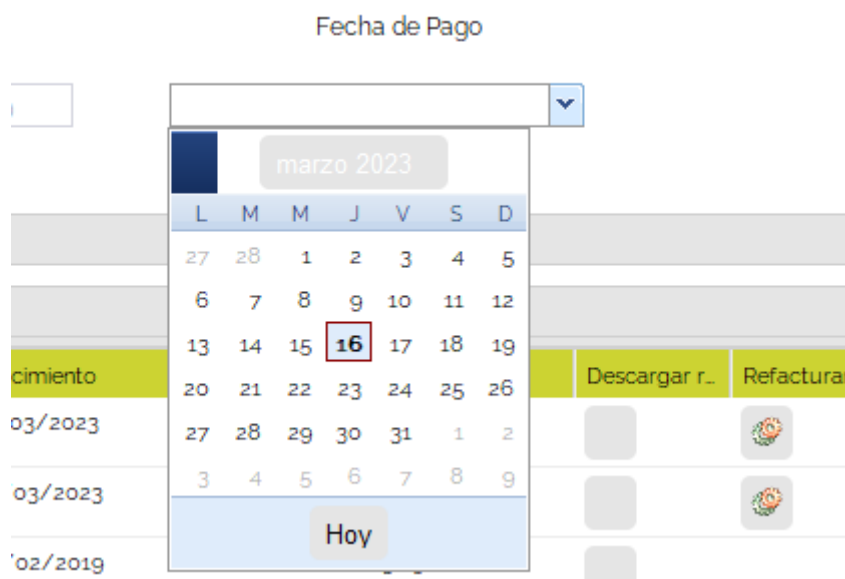 Fecha de Pago
marzo 2023
L M M J V S D
27 28 1 2 3 4 5
6 7 8 9 10 11 12
13 14 15 16 17 18 19
20 21 22 23 24 25 26
27 28 29 30 31 1 2
3 4 5 6 7 8 9
Hoy
cimiento Descargar r... Refacturar
03/2023
/03/2023
/02/2019